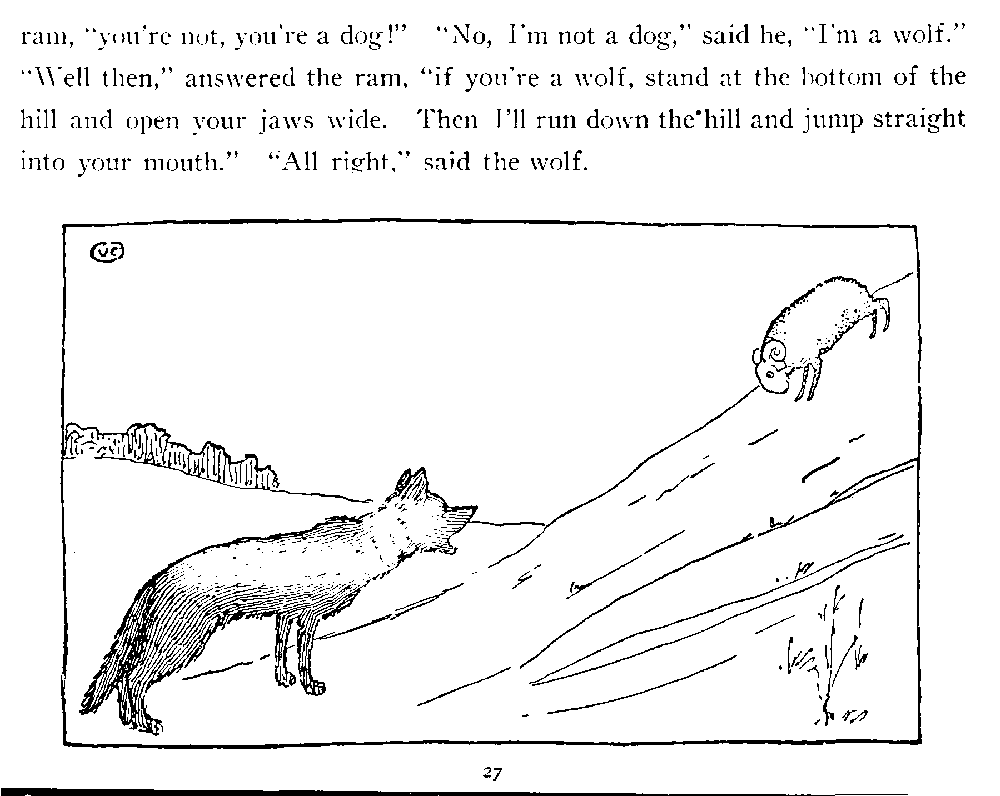 ram, “you’re not, you’re a dog!” “No, I’m not a dog,” said he, “I’m a wolf.”
“Well then,” answered the ram, “if you’re a wolf, stand at the bottom of the
hill and open your jaws wide. Then I’ll run down the hill and jump straight
into your mouth.” “All right,” said the wolf.
27